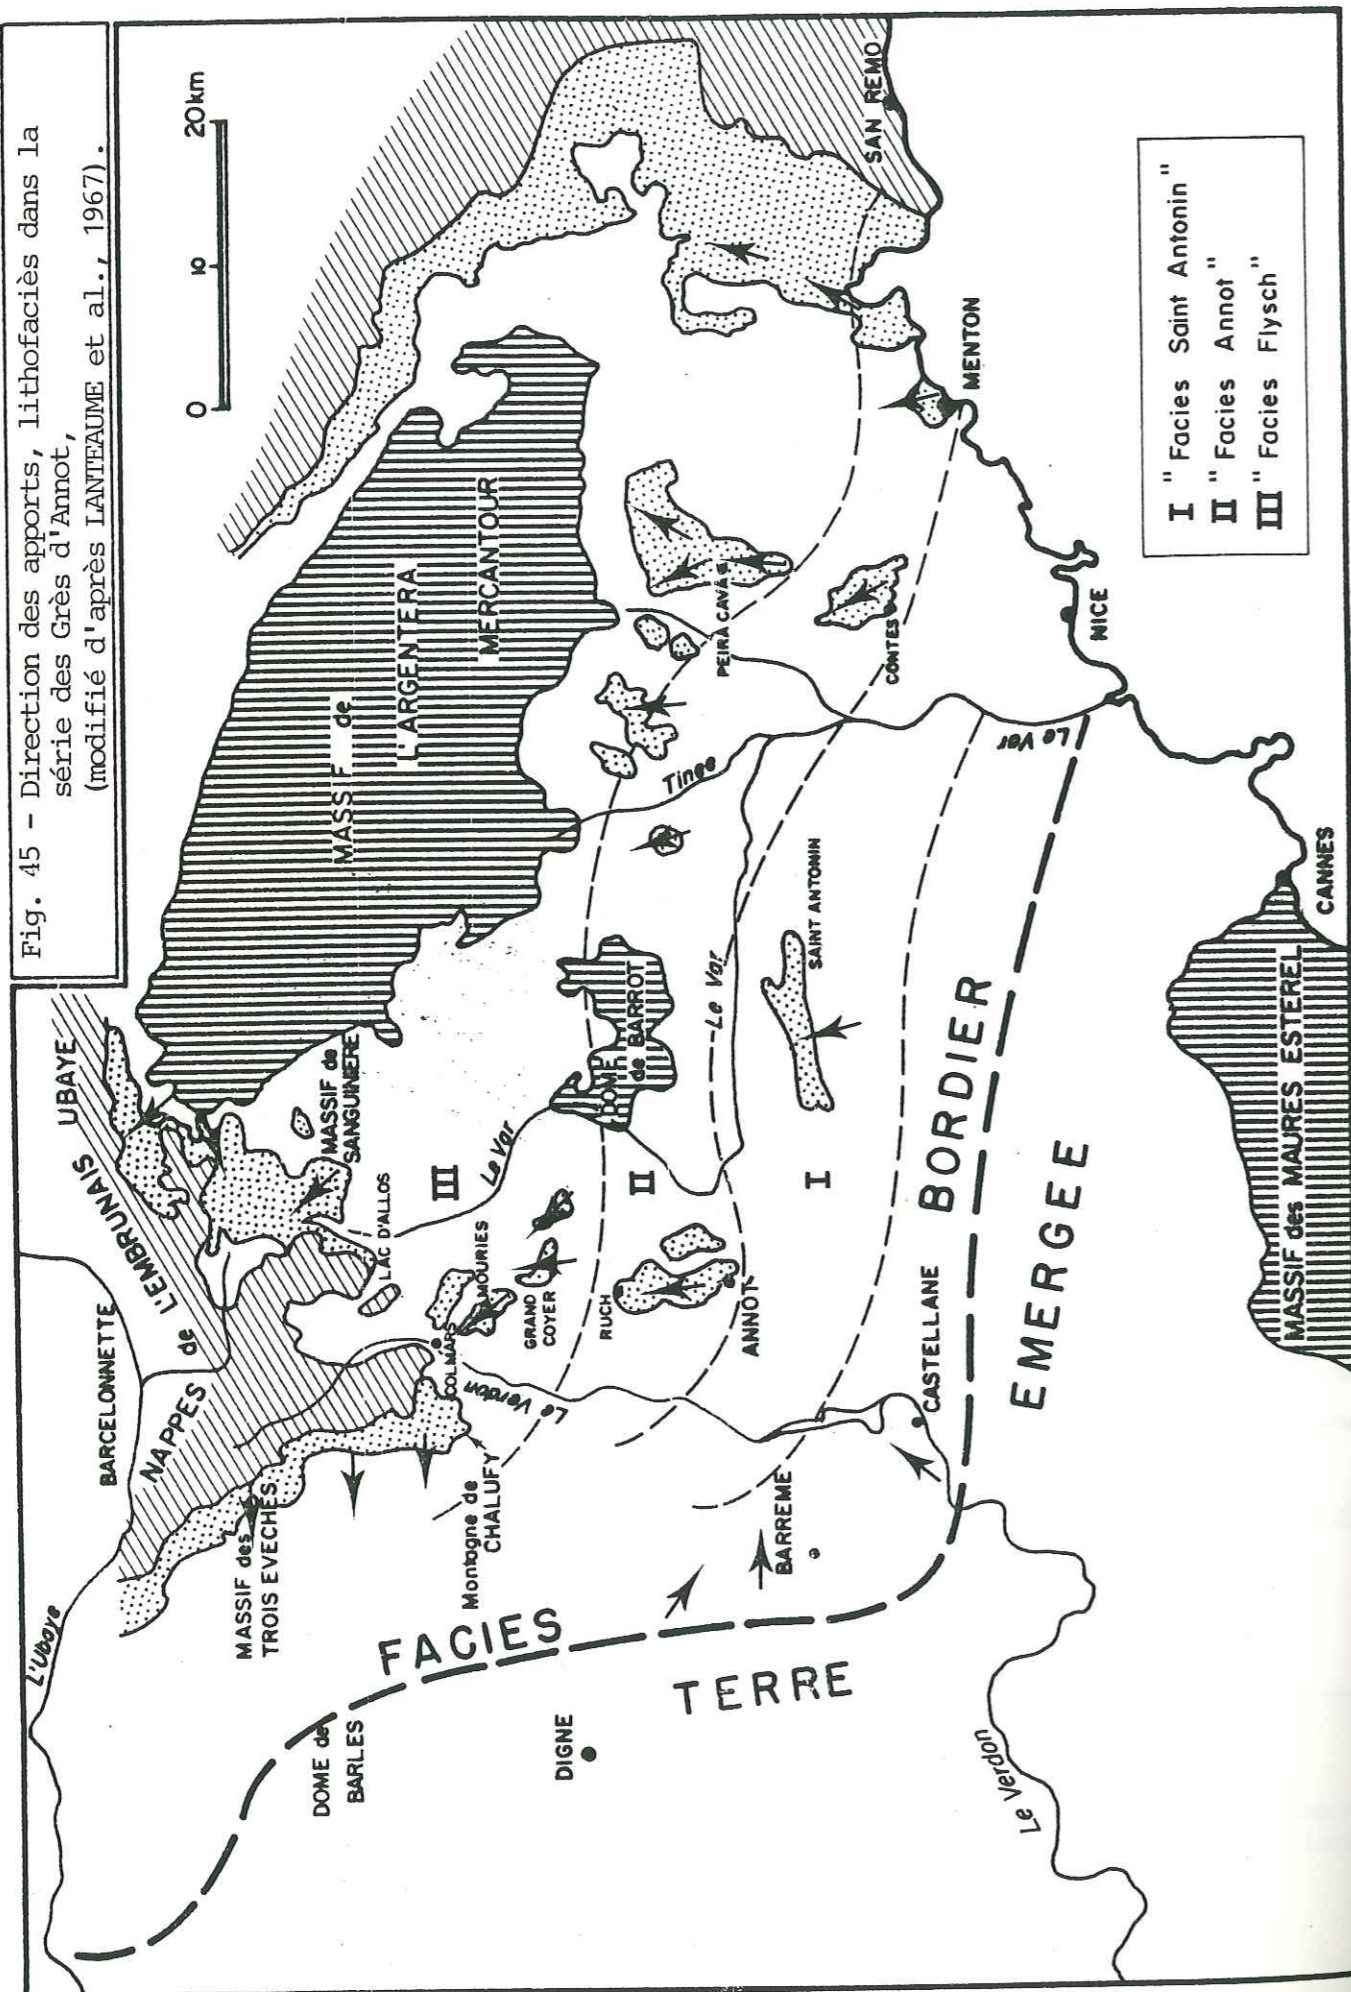 Fig. 45 - Direction des apports, lithofaciès dans la
série des Grès d'Annot,
(modifié d'après LANTEAUME et al., 1967).
0 10 20km
L'Ubaye
BARCELONNETTE
UBAYE
NAPPES de L'EMBRUNAIS
MASSIF de
L'ARGENTERA
MERCANTOUR
MASSIF des
TROIS EVECHES
MASSIF de
SANGUINIERE
LAC D'ALLOS
III
Le Var
DOME de
BARLES
FACIES
Montagne de
CHALUFY
COLMARS
MOURIES
GRAND
COYER
Le Verdon
RUCH
II
DOME
de BARROT
Tinee
PEIRA CAVA
DIGNE
TERRE
BARREME
ANNOT
I
Le Var
SAINT ANTONIN
CONTES
MENTON
SAN REMO
CASTELLANE
BORDIER
EMERGEE
Le Var
NICE
Le Verdon
MASSIF des MAURES ESTEREL
CANNES
I "Facies Saint Antonin"
II "Facies Annot"
III "Facies Flysch"